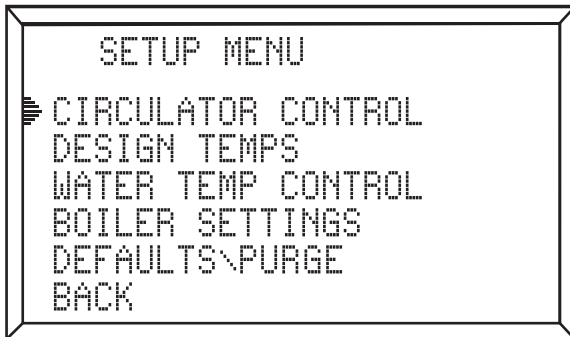 SETUP MENU
CIRCULATOR CONTROL
DESIGN TEMPS
WATER TEMP CONTROL
BOILER SETTINGS
DEFAULTS\PURGE
BACK